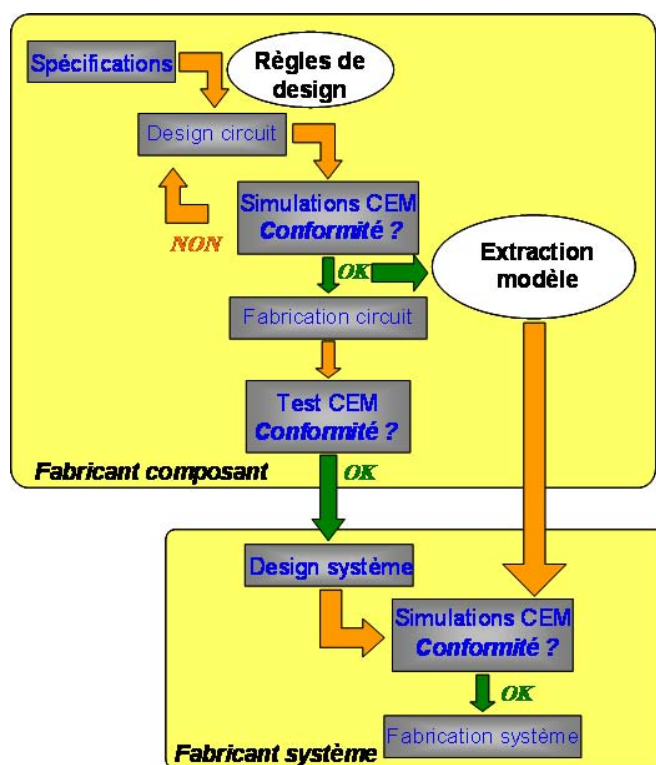 Spécifications
Règles de
design
Design circuit
Simulations CEM
Conformité ?
NON
OK
Extraction
modèle
Fabrication circuit
Test CEM
Conformité ?
OK
Fabricant composant
Design système
Simulations CEM
Conformité ?
OK
Fabrication système
Fabricant système